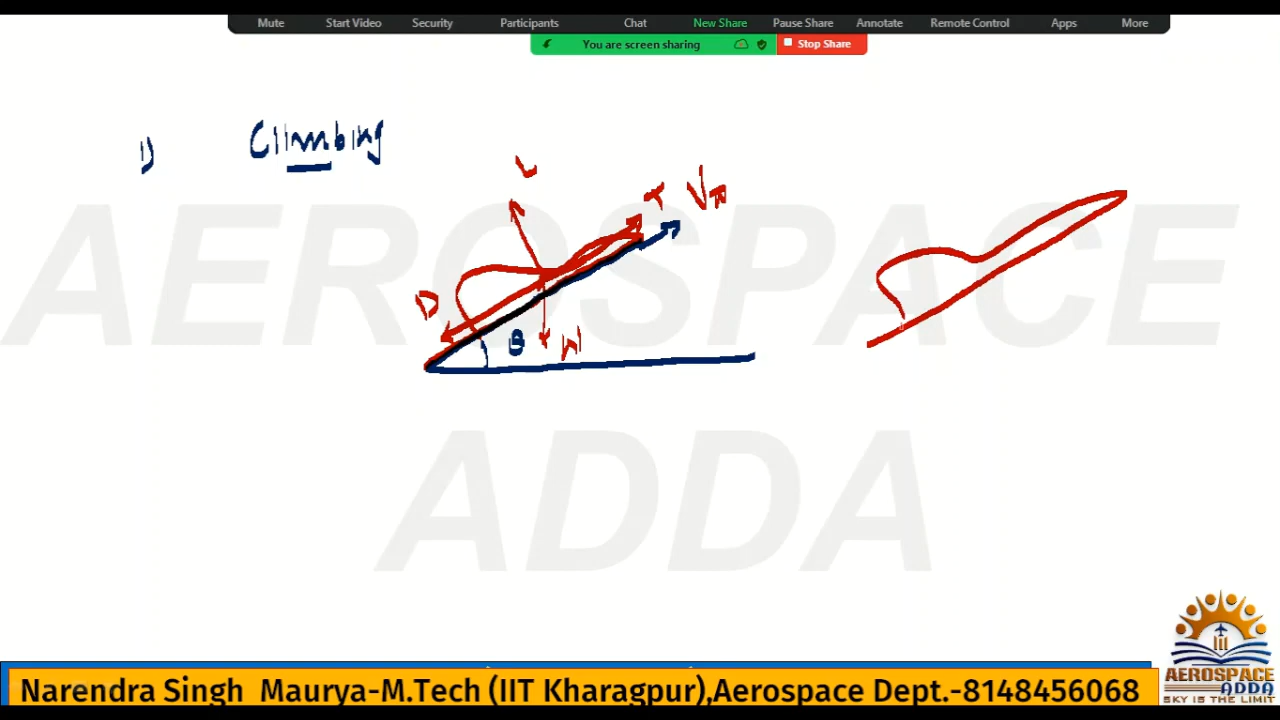 Mute Start Video Security Participants Chat New Share Pause Share Annotate Remote Control Apps More
You are screen sharing Stop Share
1) Climbing
L
T V∞
D
θ W
AEROSPACE
ADDA
Narendra Singh Maurya-M.Tech (IIT Kharagpur),Aerospace Dept.-8148456068
AEROSPACE
ADDA
SKY IS THE LIMIT